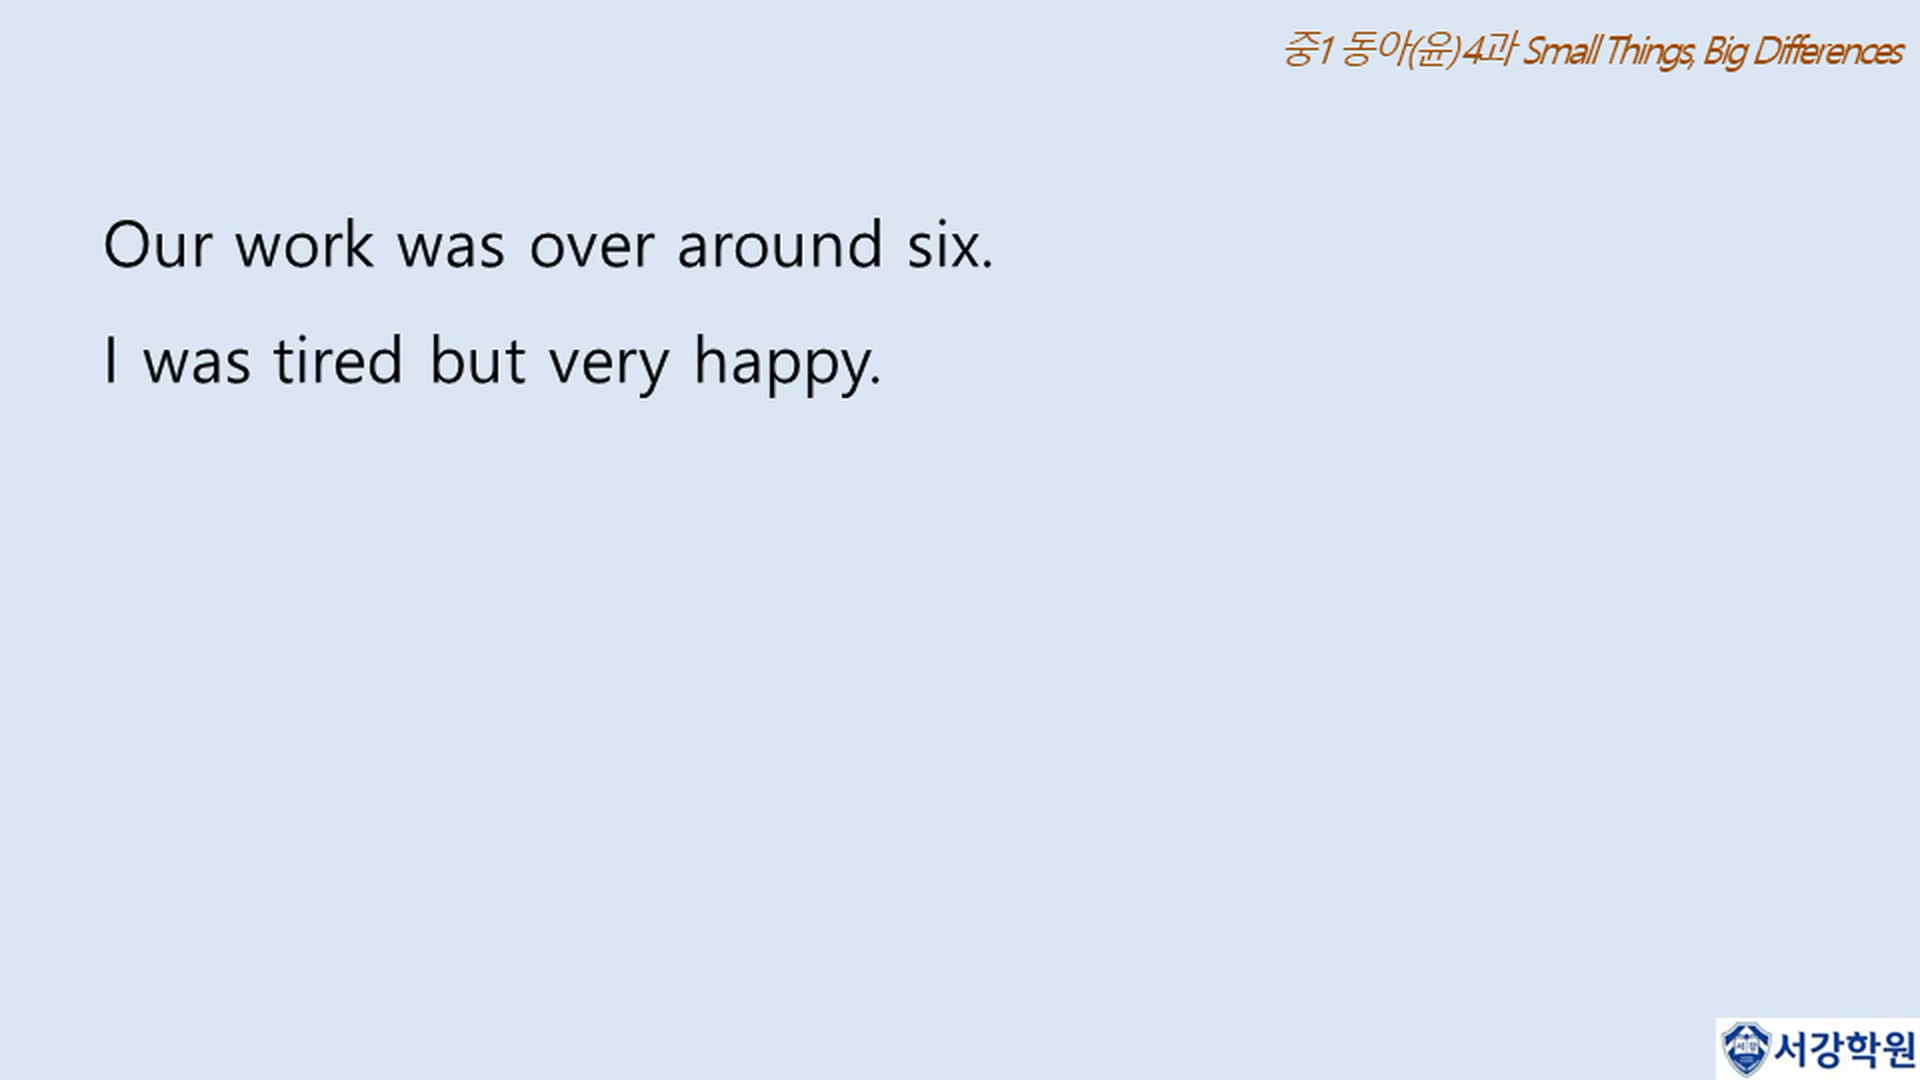 중1 동아(윤)4과 Small Things, Big Differences
Our work was over around six.
I was tired but very happy.
서강학원